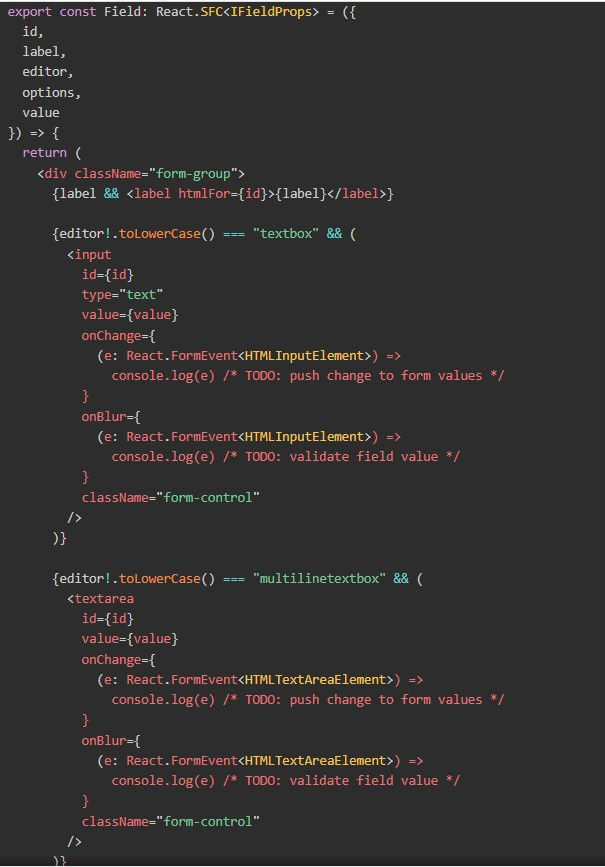 export const Field: React.SFC<IFieldProps> = ({
  id,
  label,
  editor,
  options,
  value
}) => {
  return (
    <div className="form-group">
      {label && <label htmlFor={id}>{label}</label>}

      {editor!.toLowerCase() === "textbox" && (
        <input
          id={id}
          type="text"
          value={value}
          onChange={
            (e: React.FormEvent<HTMLInputElement>) =>
              console.log(e) /* TODO: push change to form values */
          }
          onBlur={
            (e: React.FormEvent<HTMLInputElement>) =>
              console.log(e) /* TODO: validate field value */
          }
          className="form-control"
        />
      )}

      {editor!.toLowerCase() === "multilinetextbox" && (
        <textarea
          id={id}
          value={value}
          onChange={
            (e: React.FormEvent<HTMLTextAreaElement>) =>
              console.log(e) /* TODO: push change to form values */
          }
          onBlur={
            (e: React.FormEvent<HTMLTextAreaElement>) =>
              console.log(e) /* TODO: validate field value */
          }
          className="form-control"
        />
      )}